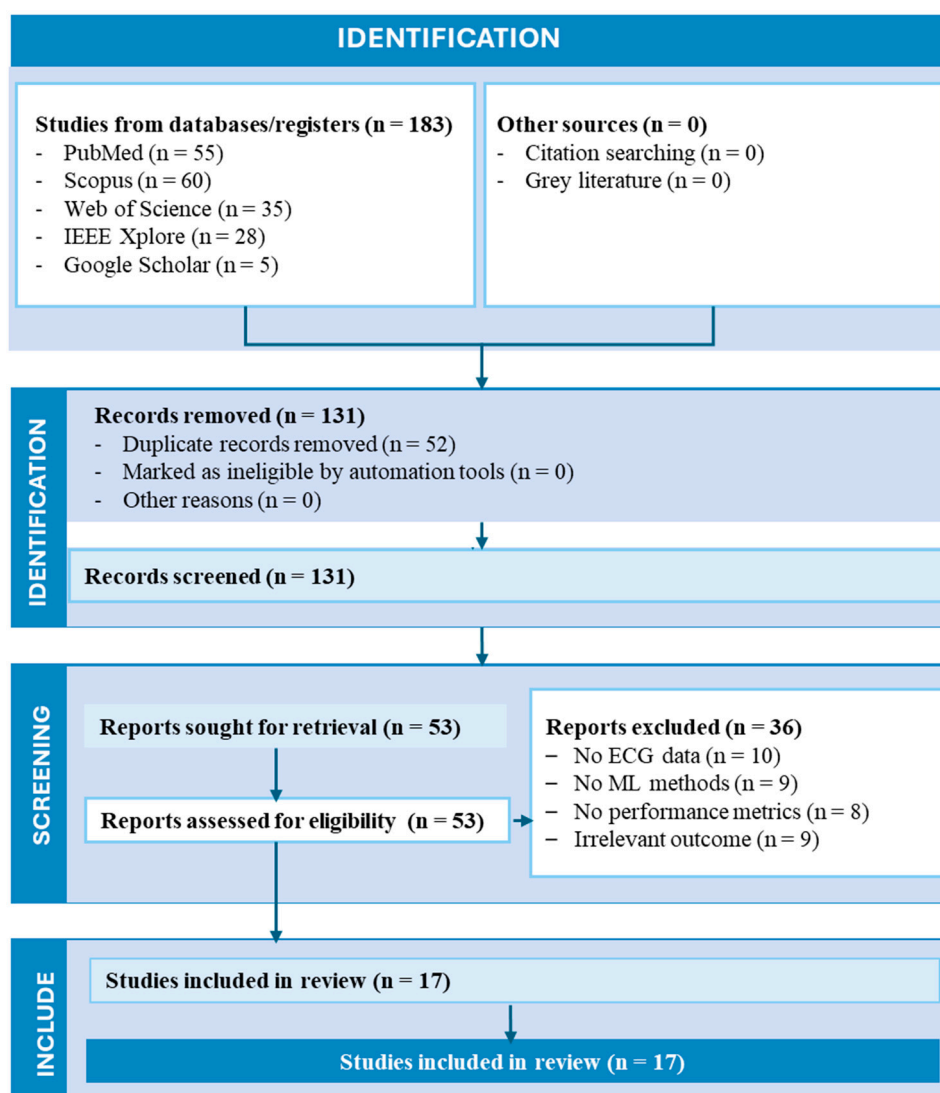 IDENTIFICATION
Studies from databases/registers (n = 183)
- PubMed (n = 55)
- Scopus (n = 60)
- Web of Science (n = 35)
- IEEE Xplore (n = 28)
- Google Scholar (n = 5)
Other sources (n = 0)
- Citation searching (n = 0)
- Grey literature (n = 0)
IDENTIFICATION
Records removed (n = 131)
- Duplicate records removed (n = 52)
- Marked as ineligible by automation tools (n = 0)
- Other reasons (n = 0)
Records screened (n = 131)
SCREENING
Reports sought for retrieval (n = 53)
Reports assessed for eligibility (n = 53)
Reports excluded (n = 36)
– No ECG data (n = 10)
– No ML methods (n = 9)
– No performance metrics (n = 8)
– Irrelevant outcome (n = 9)
INCLUDE
Studies included in review (n = 17)
Studies included in review (n = 17)